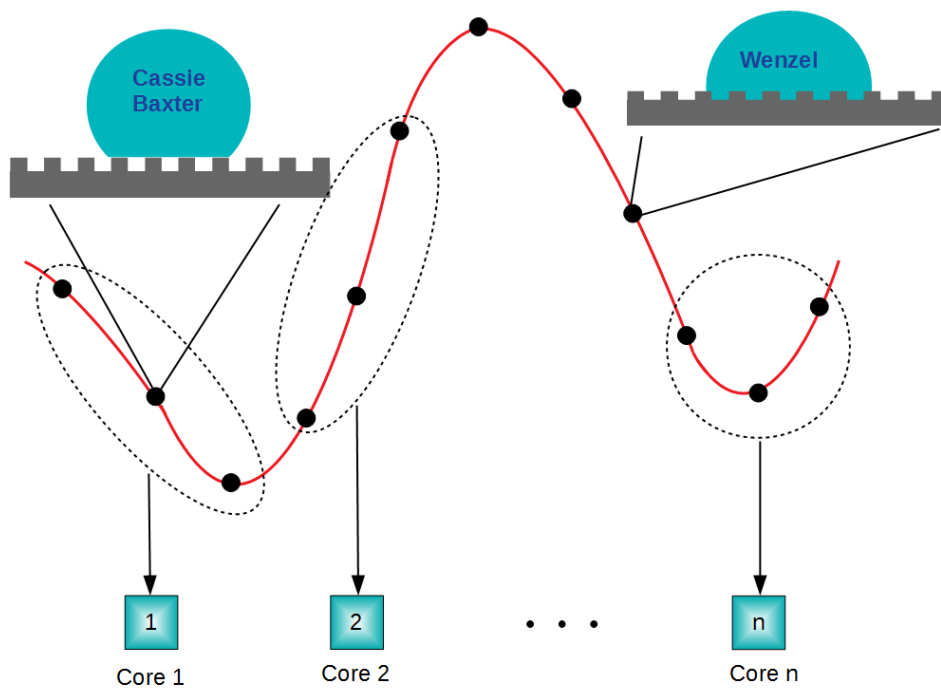 Cassie
Baxter
Wenzel
1
2
. . .
n
Core 1
Core 2
Core n